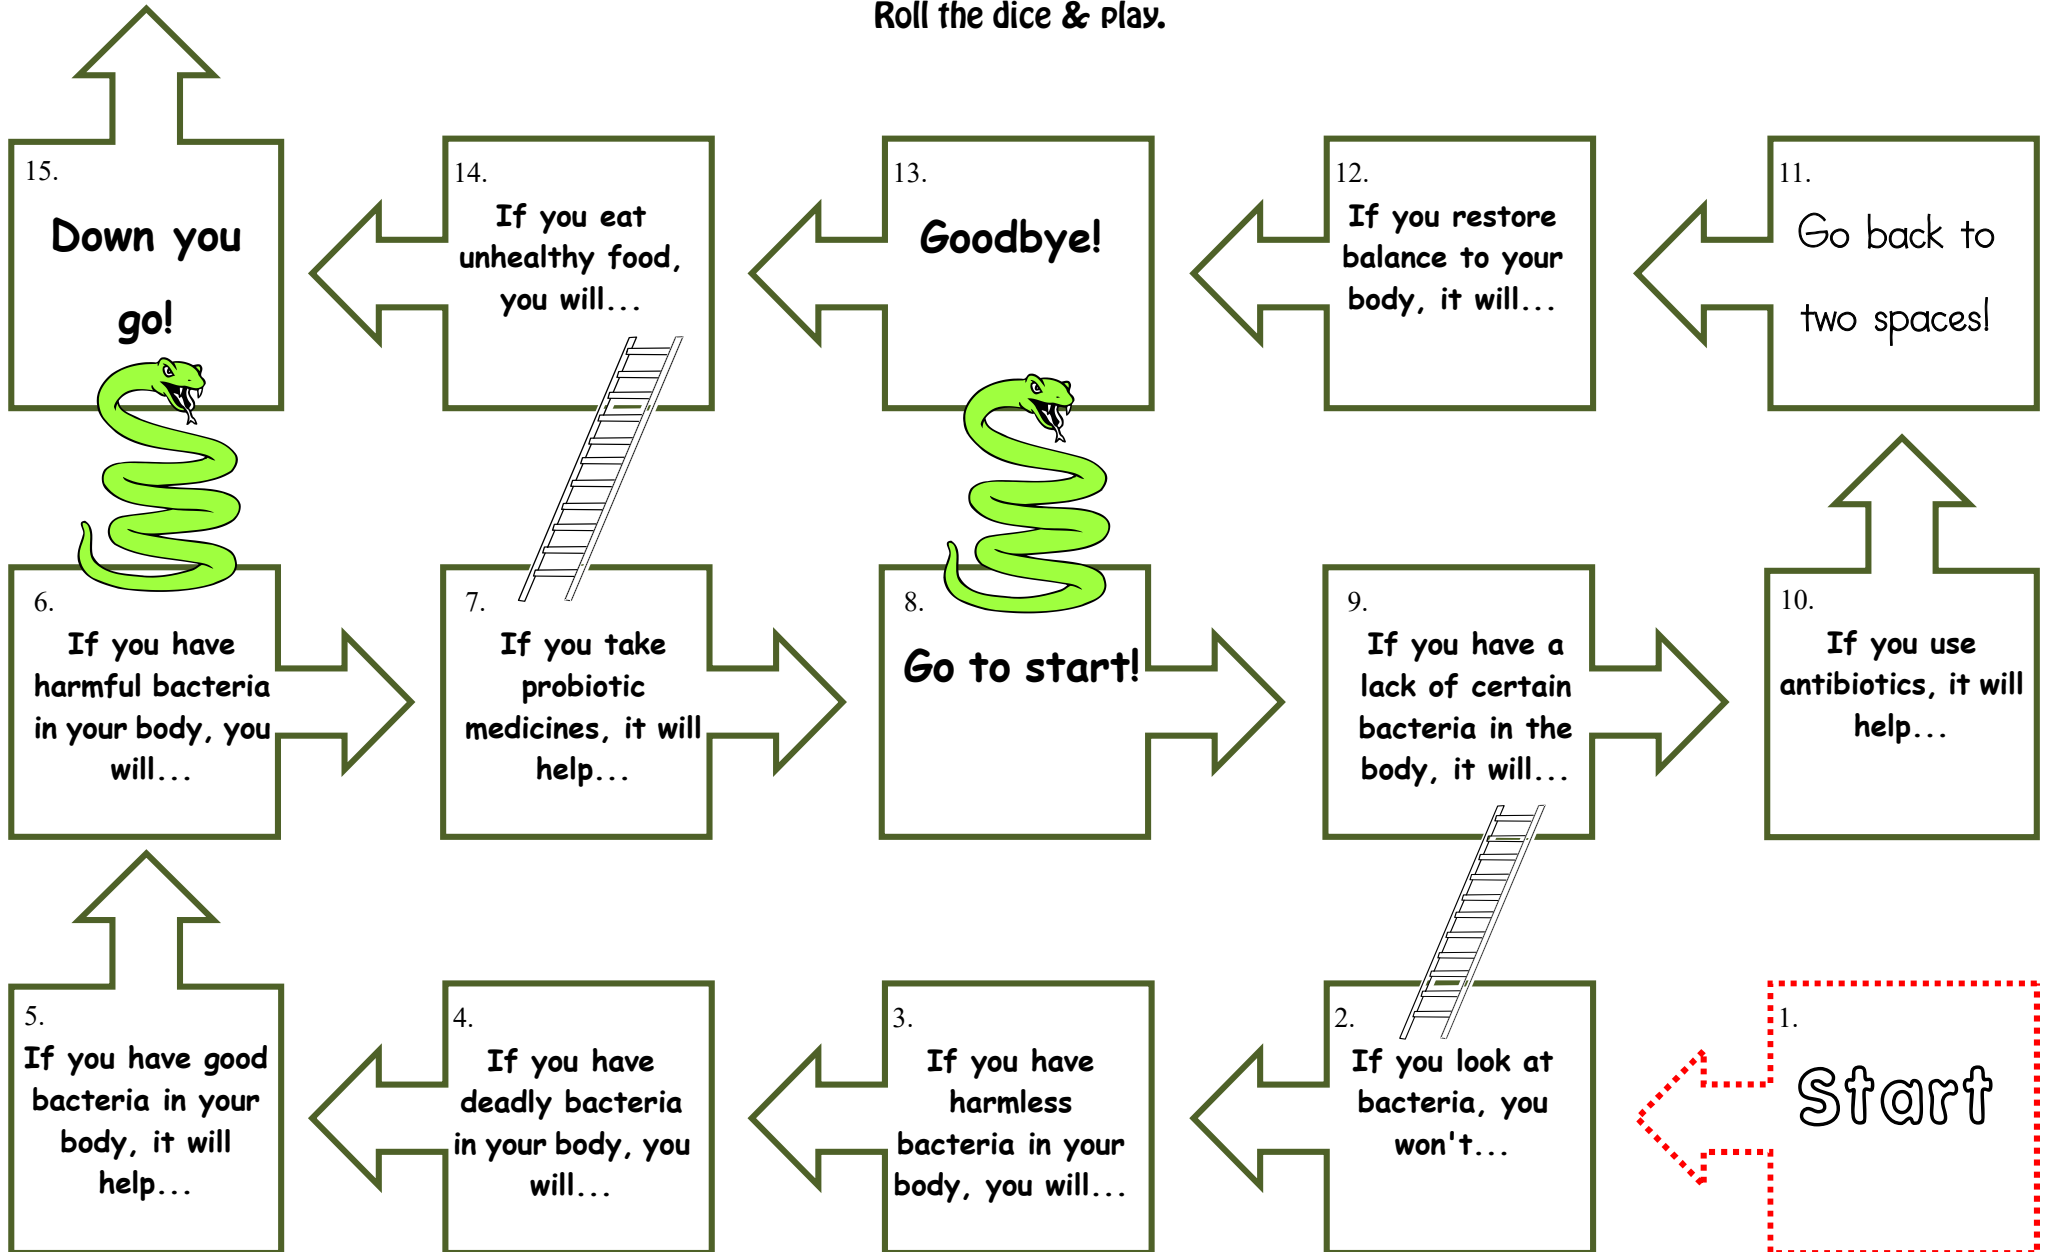 Roll the dice & play.
15.
Down you
go!
14.
If you eat
unhealthy food,
you will...
13.
Goodbye!
12.
If you restore
balance to your
body, it will...
11.
Go back to
two spaces!
6.
If you have
harmful bacteria
in your body, you
will...
7.
If you take
probiotic
medicines, it will
help...
8.
Go to start!
9.
If you have a
lack of certain
bacteria in the
body, it will...
10.
If you use
antibiotics, it will
help...
5.
If you have good
bacteria in your
body, it will
help...
4.
If you have
deadly bacteria
in your body, you
will...
3.
If you have
harmless
bacteria in your
body, you will...
2.
If you look at
bacteria, you
won't...
1.
Start